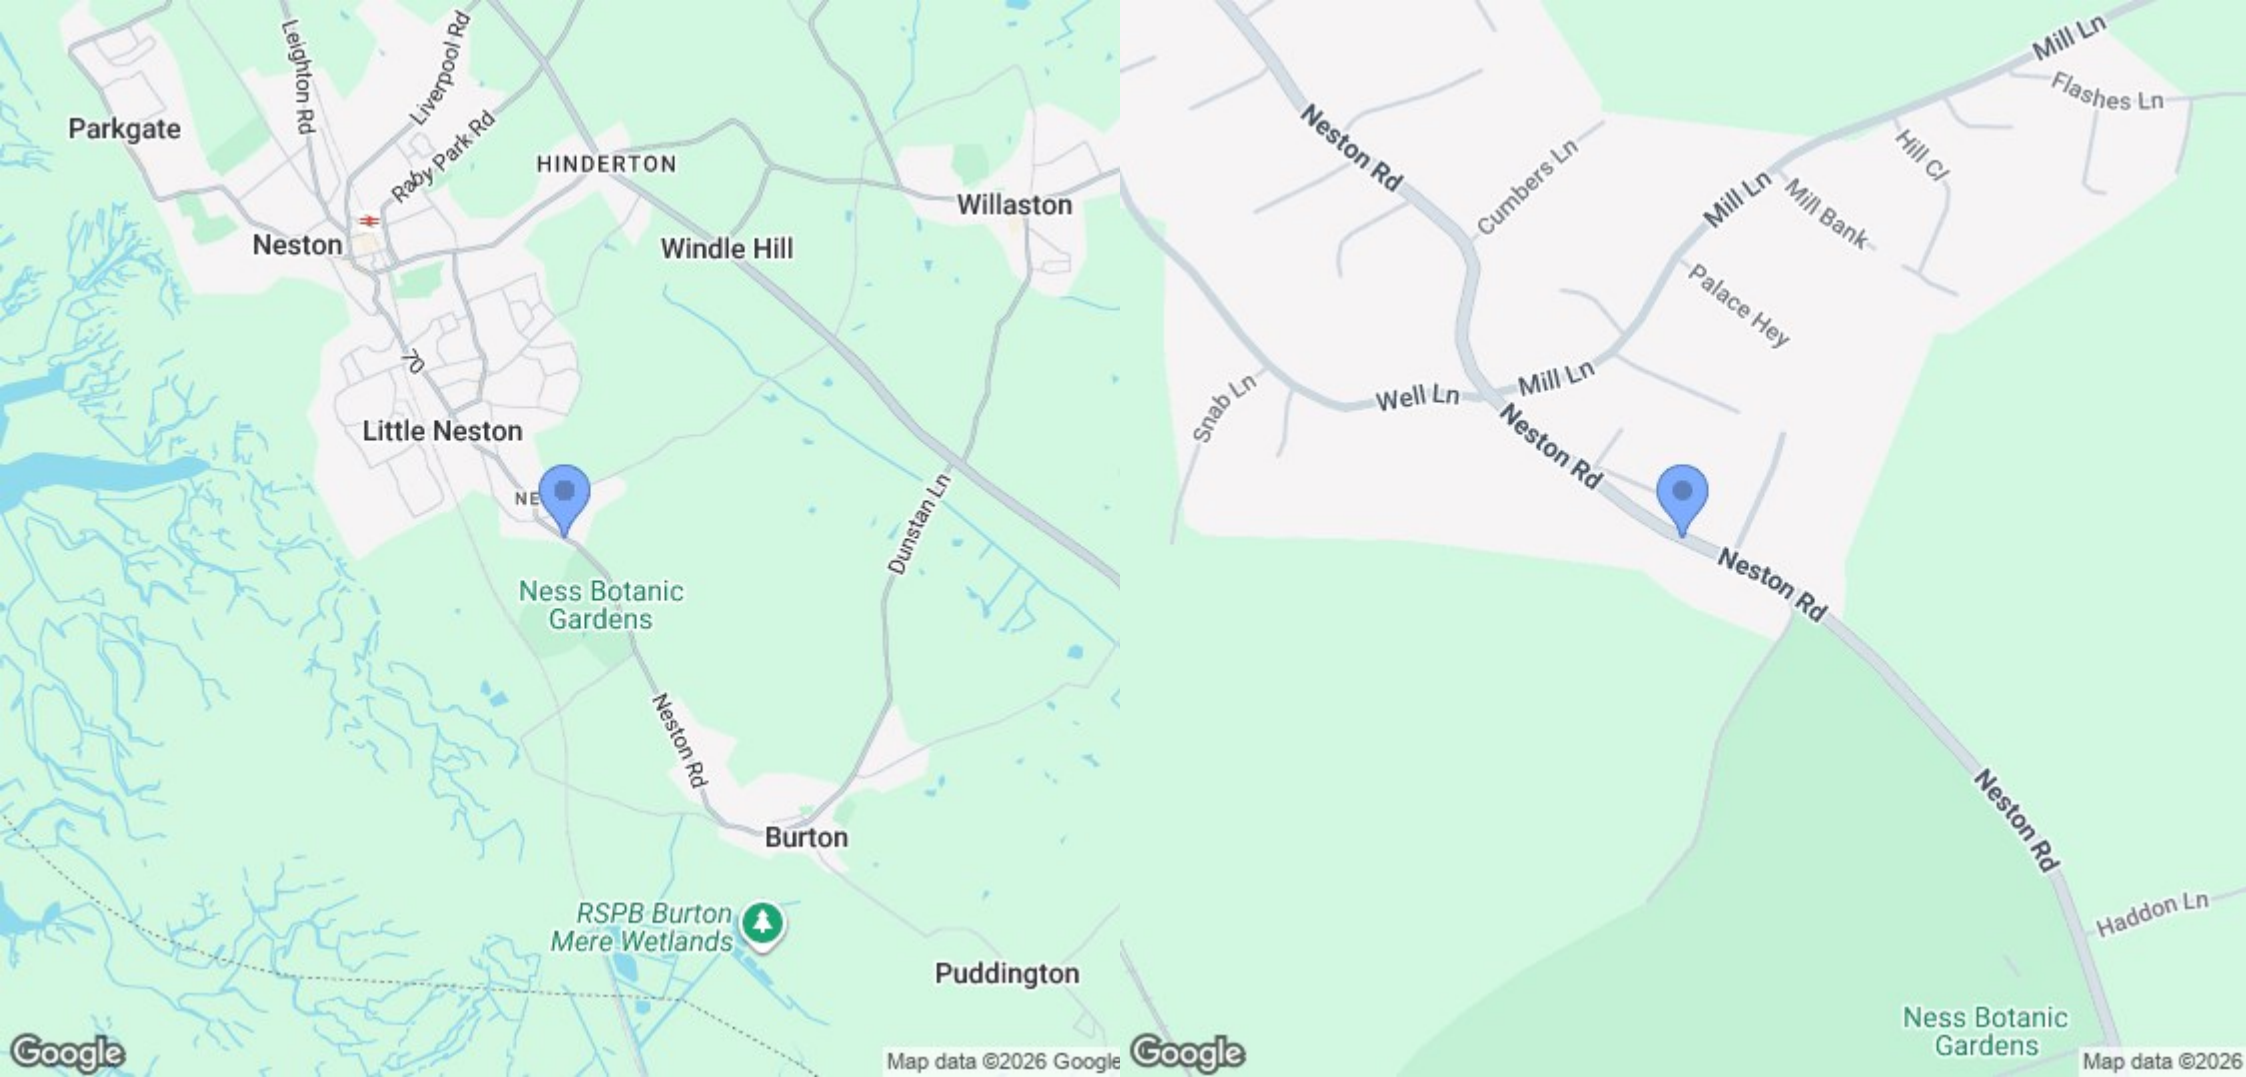 Leighton Rd
Liverpool Rd
Parkgate
Raby Park Rd
HINDERTON
Willaston
Neston
Windle Hill
70
Little Neston
NE
Dunstan Ln
Ness Botanic
Gardens
Neston Rd
Burton
RSPB Burton
Mere Wetlands
Puddington
Google
Map data ©2026 Google
Mill Ln
Flashes Ln
Neston Rd
Cumbers Ln
Hill Cl
Mill Ln
Mill Bank
Palace Hey
Snab Ln
Well Ln
Mill Ln
Neston Rd
Neston Rd
Neston Rd
Haddon Ln
Ness Botanic
Gardens
Google
Map data ©2026